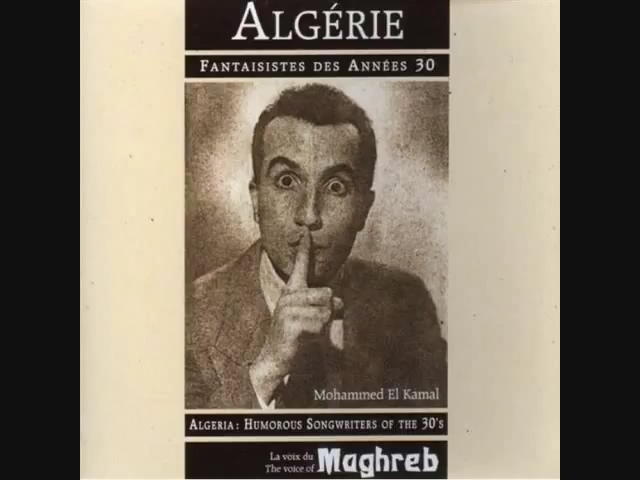 ALGÉRIE
FANTAISISTES DES ANNÉES 30
Mohammed El Kamal
ALGERIA: HUMOROUS SONGWRITERS OF THE 30's
La voix du
The voice of Maghreb